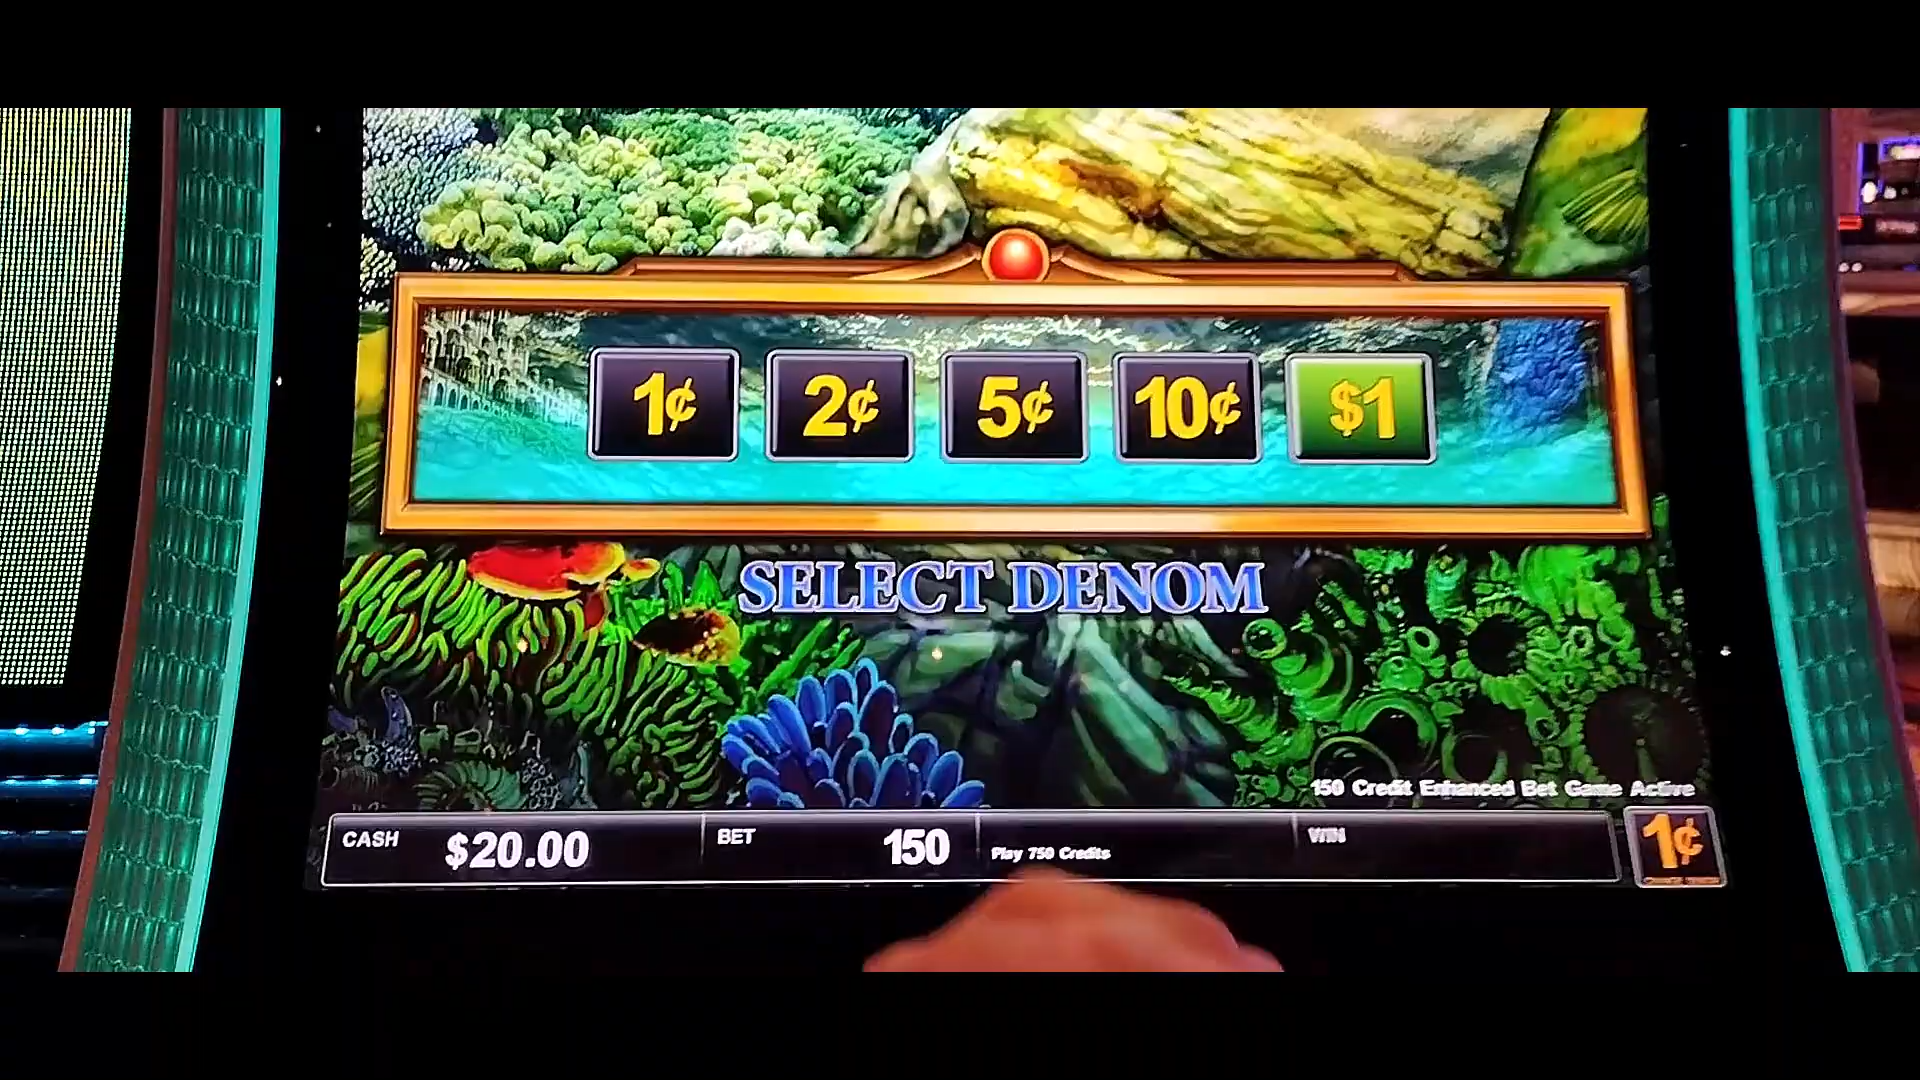 1¢ 2¢ 5¢ 10¢ $1
SELECT DENOM
150 Credit Enhanced Bet Game Active
CASH $20.00 BET 150 Play 750 Credits WIN 1¢